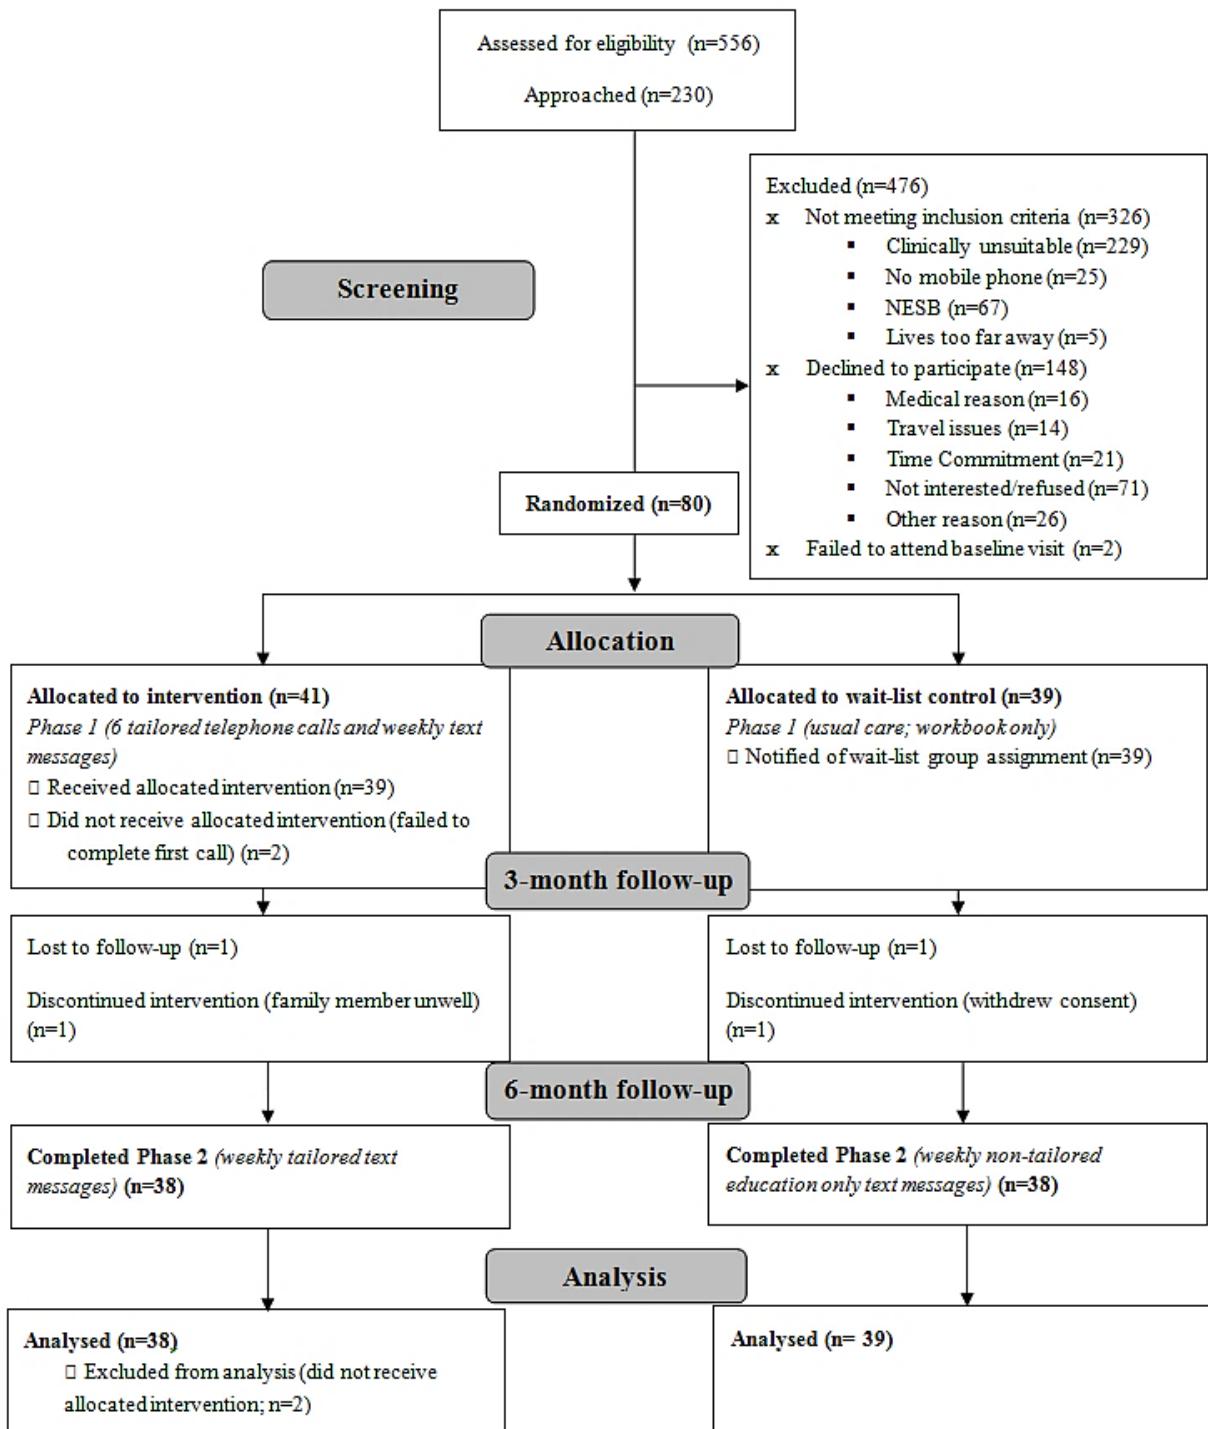 Assessed for eligibility (n=556)
Approached (n=230)
Excluded (n=476)
x Not meeting inclusion criteria (n=326)
▪ Clinically unsuitable (n=229)
▪ No mobile phone (n=25)
▪ NESB (n=67)
▪ Lives too far away (n=5)
x Declined to participate (n=148)
▪ Medical reason (n=16)
▪ Travel issues (n=14)
▪ Time Commitment (n=21)
▪ Not interested/refused (n=71)
▪ Other reason (n=26)
x Failed to attend baseline visit (n=2)
Screening
Randomized (n=80)
Allocation
Allocated to intervention (n=41)
Phase 1 (6 tailored telephone calls and weekly text
messages)
▯ Received allocated intervention (n=39)
▯ Did not receive allocated intervention (failed to
complete first call) (n=2)
Allocated to wait-list control (n=39)
Phase 1 (usual care; workbook only)
▯ Notified of wait-list group assignment (n=39)
3-month follow-up
Lost to follow-up (n=1)
Discontinued intervention (family member unwell)
(n=1)
Lost to follow-up (n=1)
Discontinued intervention (withdrew consent)
(n=1)
6-month follow-up
Completed Phase 2 (weekly tailored text
messages) (n=38)
Completed Phase 2 (weekly non-tailored
education only text messages) (n=38)
Analysis
Analysed (n=38)
▯ Excluded from analysis (did not receive
allocated intervention; n=2)
Analysed (n= 39)